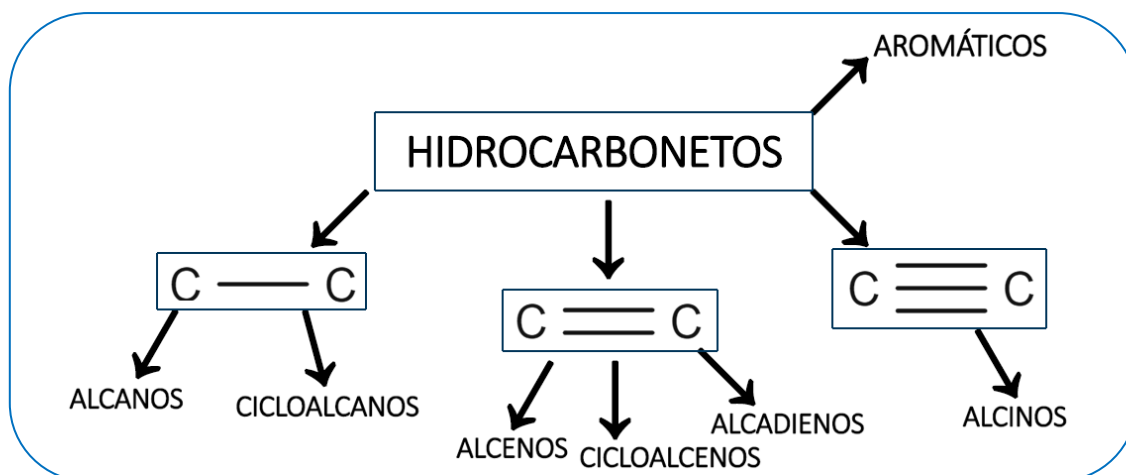 AROMÁTICOS
HIDROCARBONETOS
C C
C C
C C
ALCANOS
CICLOALCANOS
ALCENOS
CICLOALCENOS
ALCADIENOS
ALCINOS